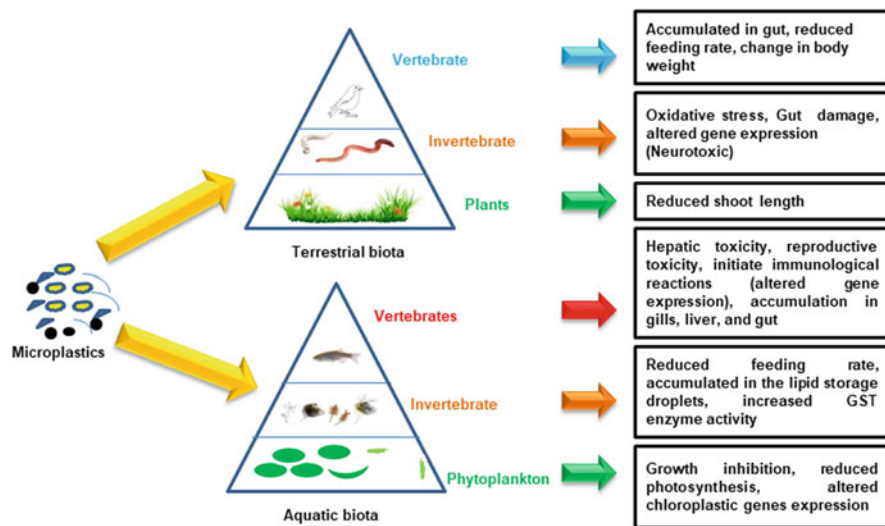 Vertebrate
Accumulated in gut, reduced
feeding rate, change in body
weight
Invertebrate
Oxidative stress, Gut damage,
altered gene expression
(Neurotoxic)
Plants
Reduced shoot length
Terrestrial biota
Microplastics
Vertebrates
Hepatic toxicity, reproductive
toxicity, initiate immunological
reactions (altered gene
expression), accumulation in
gills, liver, and gut
Invertebrate
Reduced feeding rate,
accumulated in the lipid storage
droplets, increased GST
enzyme activity
Phytoplankton
Growth inhibition, reduced
photosynthesis, altered
chloroplastic genes expression
Aquatic biota